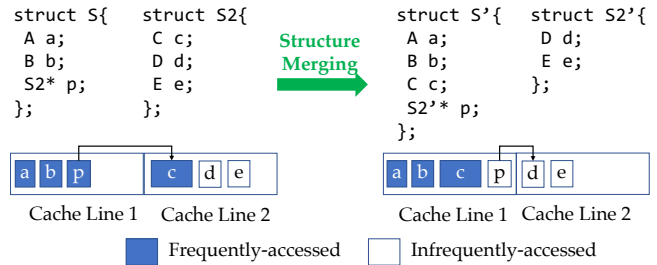 struct S{
A a;
B b;
S2* p;
};
struct S2{
C c;
D d;
E e;
};
Structure
Merging
struct S’{
A a;
B b;
C c;
S2’* p;
};
struct S2’{
D d;
E e;
};
a b p c d e
Cache Line 1 Cache Line 2
a b c p d e
Cache Line 1 Cache Line 2
Frequently-accessed Infrequently-accessed